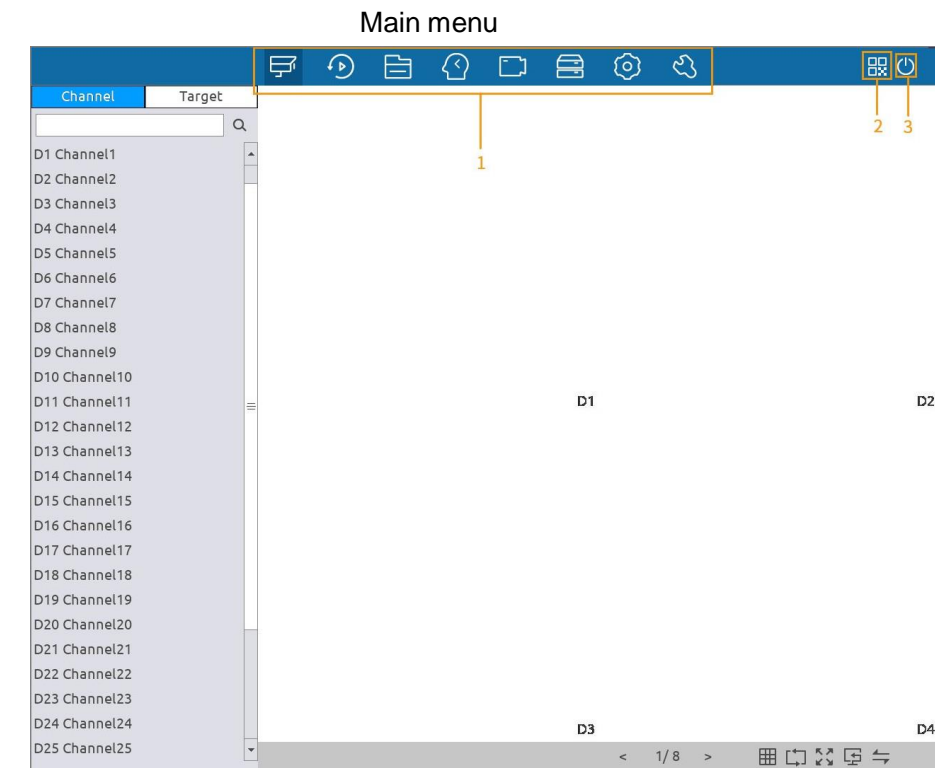 Main menu
2 3
1
Channel Target
D1 Channel1
D2 Channel2
D3 Channel3
D4 Channel4
D5 Channel5
D6 Channel6
D7 Channel7
D8 Channel8
D9 Channel9
D10 Channel10
D11 Channel11
D12 Channel12
D13 Channel13
D14 Channel14
D15 Channel15
D16 Channel16
D17 Channel17
D18 Channel18
D19 Channel19
D20 Channel20
D21 Channel21
D22 Channel22
D23 Channel23
D24 Channel24
D25 Channel25
D1 D2
D3 D4
< 1/ 8 >